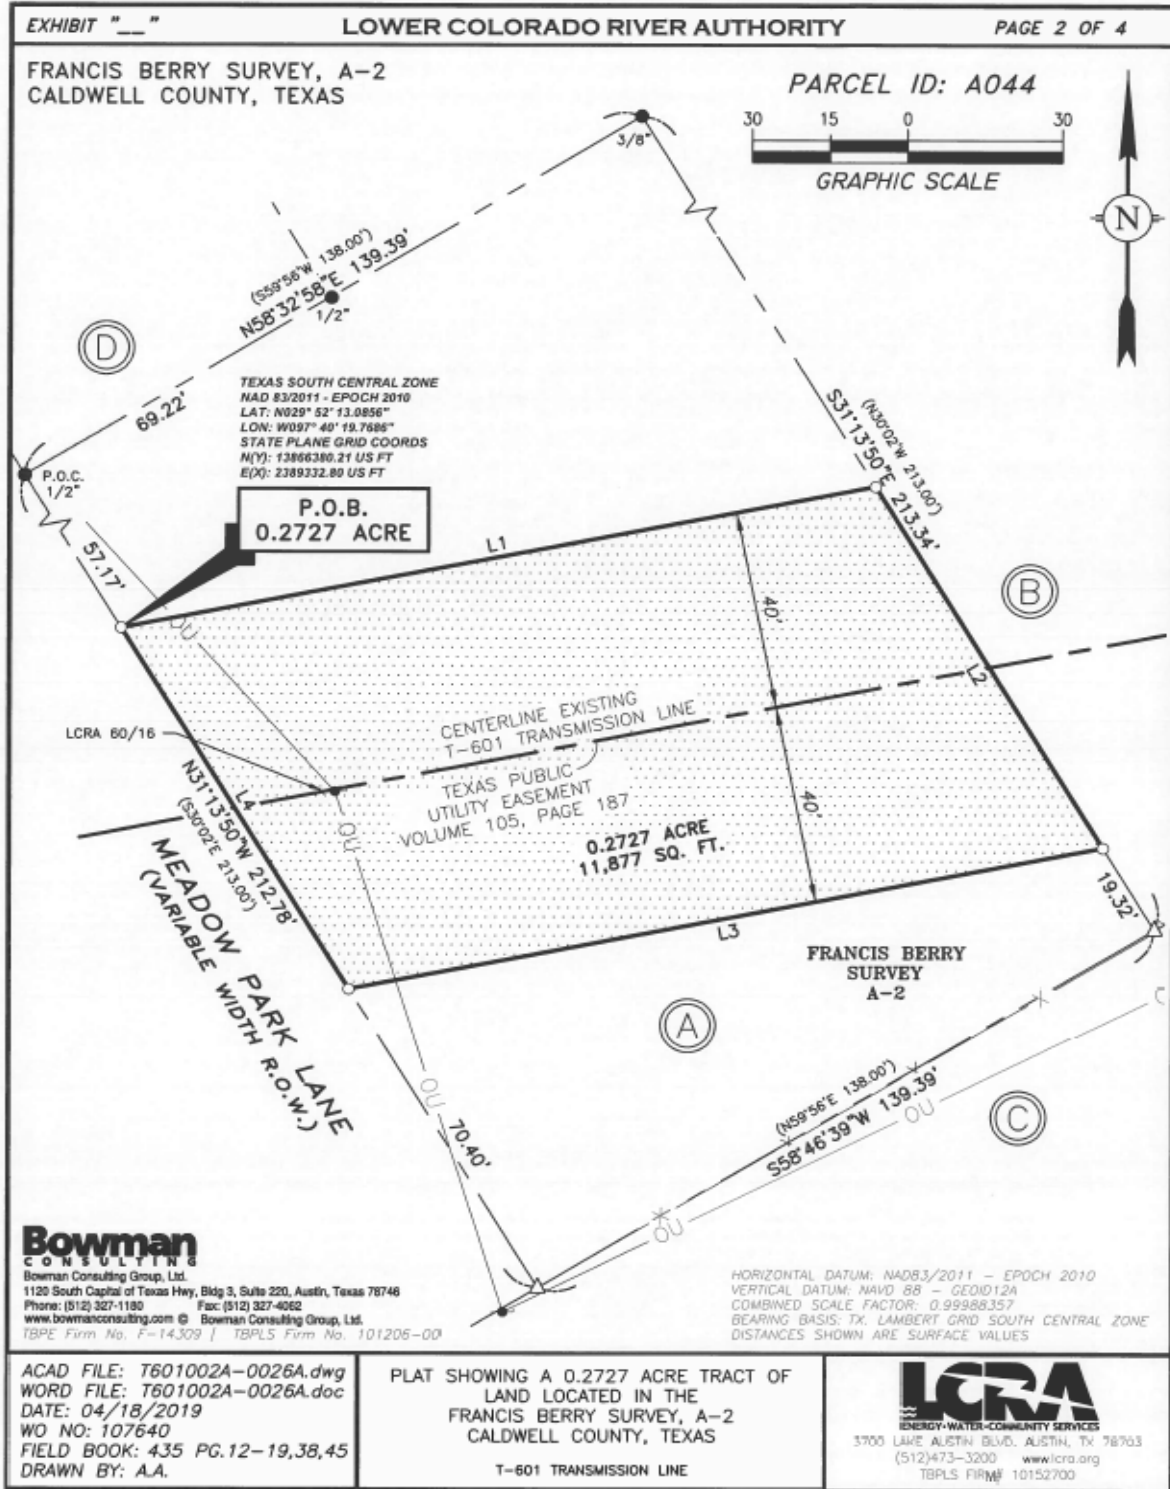 EXHIBIT "__"
LOWER COLORADO RIVER AUTHORITY
PAGE 2 OF 4
FRANCIS BERRY SURVEY, A-2
CALDWELL COUNTY, TEXAS
PARCEL ID: A044
30 15 0 30
GRAPHIC SCALE
N
3/8"
(S59°56'W 138.00')
N58°32'58"E 139.39'
1/2"
D
69.22'
P.O.C.
1/2"
TEXAS SOUTH CENTRAL ZONE
NAD 83/2011 - EPOCH 2010
LAT: N029° 52' 13.0856"
LON: W097° 40' 19.7686"
STATE PLANE GRID COORDS
N(Y): 13866380.21 US FT
E(X): 2389332.80 US FT
P.O.B.
0.2727 ACRE
(N30°02'W 213.00')
S31°13'50"E 213.34'
57.17'
L1
OU
40'
B
L2
CENTERLINE EXISTING
T-601 TRANSMISSION LINE
LCRA 60/16
TEXAS PUBLIC
UTILITY EASEMENT
VOLUME 105, PAGE 187
L4
OU
40'
0.2727 ACRE
11,877 SQ. FT.
N31°13'50"W 212.78'
(S30°02'E 213.00')
MEADOW PARK LANE
(VARIABLE WIDTH R.O.W.)
L3
19.32'
FRANCIS BERRY
SURVEY
A-2
A
OU
70.40'
(N59°56'E 138.00')
S58°46'39"W 139.39'
OU
C
OU
Bowman
CONSULTING
Bowman Consulting Group, Ltd.
1120 South Capital of Texas Hwy, Bldg 3, Suite 220, Austin, Texas 78746
Phone: (512) 327-1180 Fax: (512) 327-4062
www.bowmanconsulting.com © Bowman Consulting Group, Ltd.
TBPE Firm No. F-14309 | TBPLS Firm No. 101206-00
HORIZONTAL DATUM: NAD83/2011 - EPOCH 2010
VERTICAL DATUM: NAVD 88 - GEOID12A
COMBINED SCALE FACTOR: 0.99988357
BEARING BASIS: TX. LAMBERT GRID SOUTH CENTRAL ZONE
DISTANCES SHOWN ARE SURFACE VALUES
ACAD FILE: T601002A-0026A.dwg
WORD FILE: T601002A-0026A.doc
DATE: 04/18/2019
WO NO: 107640
FIELD BOOK: 435 PG.12-19,38,45
DRAWN BY: A.A.
PLAT SHOWING A 0.2727 ACRE TRACT OF
LAND LOCATED IN THE
FRANCIS BERRY SURVEY, A-2
CALDWELL COUNTY, TEXAS
T-601 TRANSMISSION LINE
LCRA
ENERGY•WATER•COMMUNITY SERVICES
3700 LAKE AUSTIN BLVD. AUSTIN, TX 78703
(512)473-3200 www.lcra.org
TBPLS FIRM# 10152700